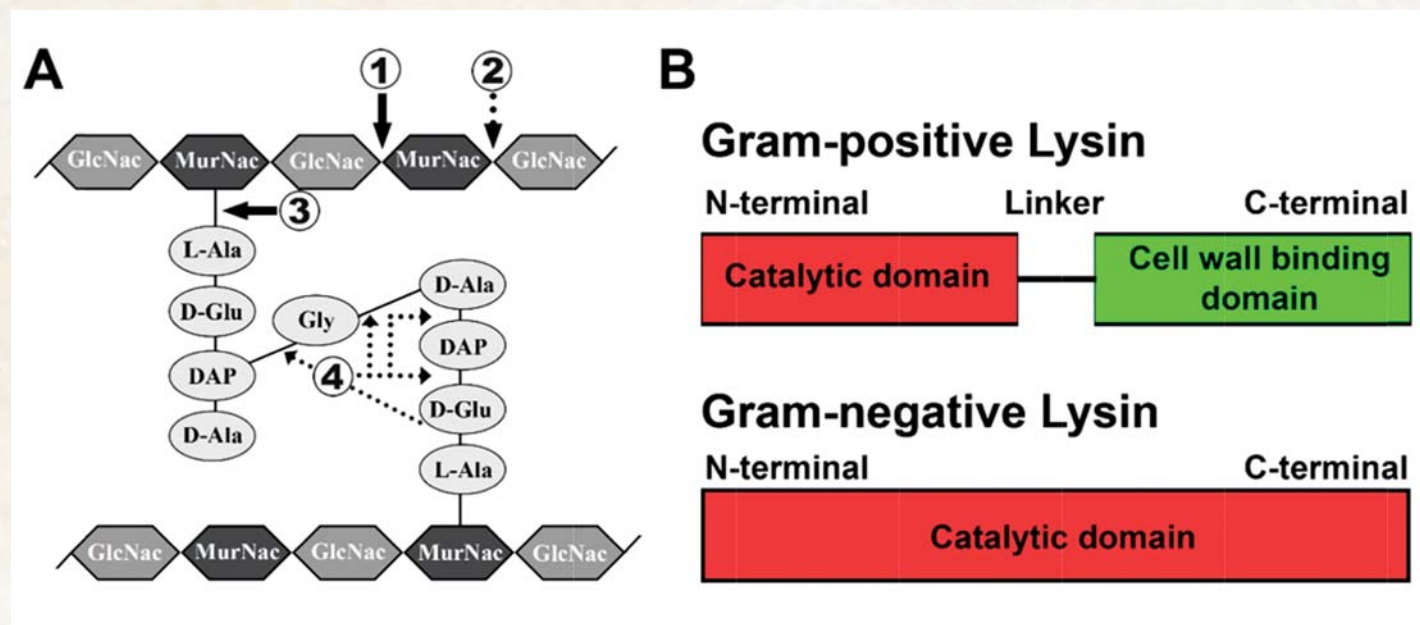 A
1
2
GlcNac MurNac GlcNac MurNac GlcNac
3
L-Ala
D-Glu
DAP
D-Ala
Gly
4
D-Ala
DAP
D-Glu
L-Ala
GlcNac MurNac GlcNac MurNac GlcNac
B
Gram-positive Lysin
N-terminal Linker C-terminal
Catalytic domain
Cell wall binding
domain
Gram-negative Lysin
N-terminal C-terminal
Catalytic domain